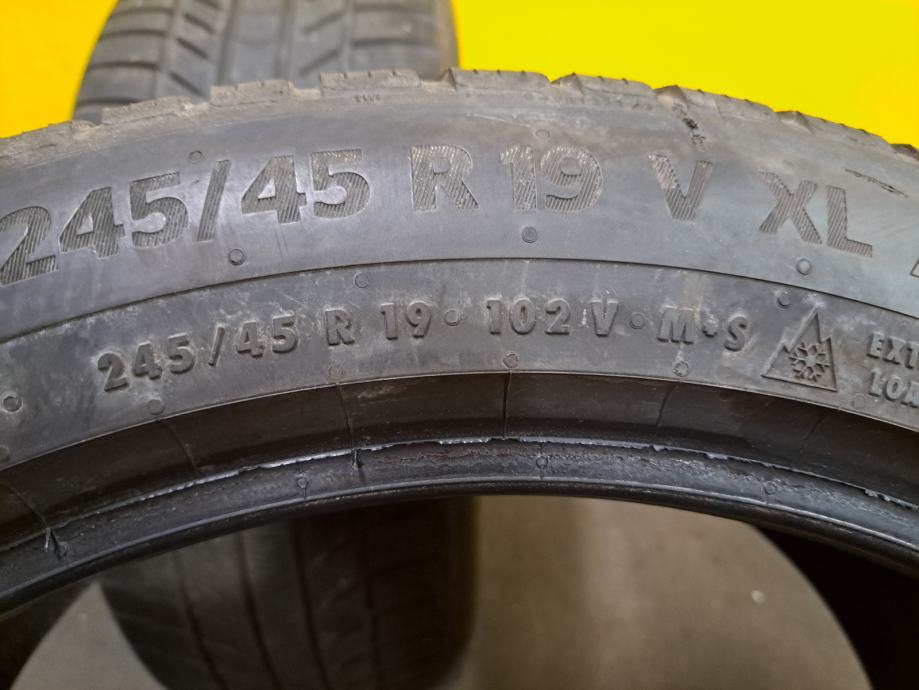 245/45 R 19 V XL
245/45 R 19 · 102 V · M+S